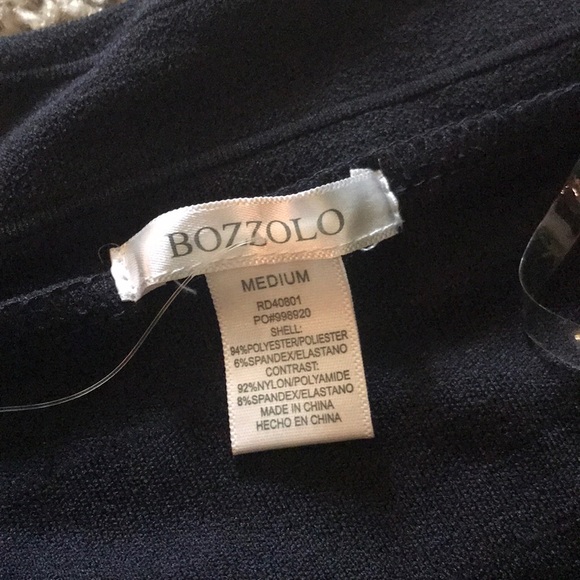 BOZZOLO
MEDIUM
RD40801
PO#998920
SHELL:
94%POLYESTER/POLIESTER
6%SPANDEX/ELASTANO
CONTRAST:
92%NYLON/POLYAMIDE
8%SPANDEX/ELASTANO
MADE IN CHINA
HECHO EN CHINA